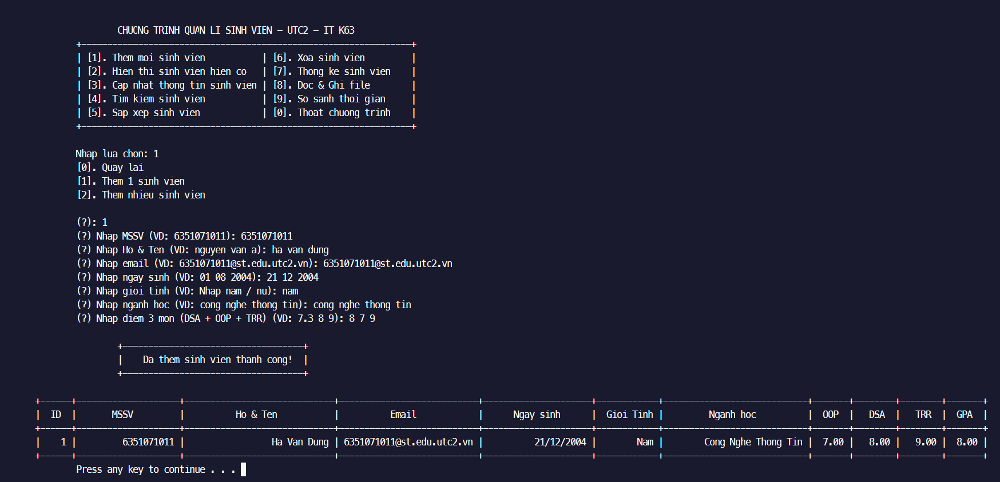 CHUONG TRINH QUAN LI SINH VIEN - UTC2 - IT K63
+----------------------------------------------------------------+
| [1]. Them moi sinh vien           | [6]. Xoa sinh vien         |
| [2]. Hien thi sinh vien hien co   | [7]. Thong ke sinh vien    |
| [3]. Cap nhat thong tin sinh vien | [8]. Doc & Ghi file        |
| [4]. Tim kiem sinh vien           | [9]. So sanh thoi gian     |
| [5]. Sap xep sinh vien            | [0]. Thoat chuong trinh    |
+----------------------------------------------------------------+
Nhap lua chon: 1
[0]. Quay lai
[1]. Them 1 sinh vien
[2]. Them nhieu sinh vien
(?): 1
(?) Nhap MSSV (VD: 6351071011): 6351071011
(?) Nhap Ho & Ten (VD: nguyen van a): ha van dung
(?) Nhap email (VD: 6351071011@st.edu.utc2.vn): 6351071011@st.edu.utc2.vn
(?) Nhap ngay sinh (VD: 01 08 2004): 21 12 2004
(?) Nhap gioi tinh (VD: Nhap nam / nu): nam
(?) Nhap nganh hoc (VD: cong nghe thong tin): cong nghe thong tin
(?) Nhap diem 3 mon (DSA + OOP + TRR) (VD: 7.3 8 9): 8 7 9
+-----------------------------------+
|    Da them sinh vien thanh cong!  |
+-----------------------------------+
+------+--------------------+-----------------------------+---------------------------+---------------------+------------+----------------------------+-------+--------+--------+-------+
|  ID  |       MSSV         |          Ho & Ten           |          Email            |      Ngay sinh      |  Gioi Tinh |         Nganh hoc          |  OOP  |   DSA  |   TRR  |  GPA  |
+------+--------------------+-----------------------------+---------------------------+---------------------+------------+----------------------------+-------+--------+--------+-------+
|    1 |         6351071011 |                 Ha Van Dung | 6351071011@st.edu.utc2.vn |          21/12/2004 |        Nam |        Cong Nghe Thong Tin |  7.00 |   8.00 |   9.00 |  8.00 |
+------+--------------------+-----------------------------+---------------------------+---------------------+------------+----------------------------+-------+--------+--------+-------+
Press any key to continue . . .